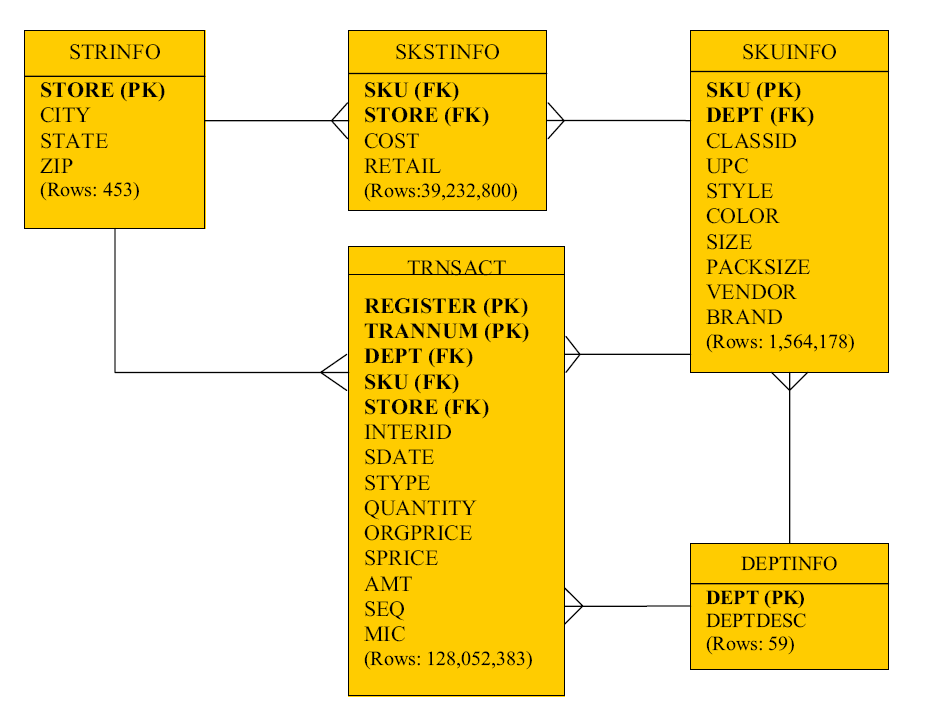 STRINFO
STORE (PK)
CITY
STATE
ZIP
(Rows: 453)
SKSTINFO
SKU (FK)
STORE (FK)
COST
RETAIL
(Rows:39,232,800)
SKUINFO
SKU (PK)
DEPT (FK)
CLASSID
UPC
STYLE
COLOR
SIZE
PACKSIZE
VENDOR
BRAND
(Rows: 1,564,178)
TRNSACT
REGISTER (PK)
TRANNUM (PK)
DEPT (FK)
SKU (FK)
STORE (FK)
INTERID
SDATE
STYPE
QUANTITY
ORGPRICE
SPRICE
AMT
SEQ
MIC
(Rows: 128,052,383)
DEPTINFO
DEPT (PK)
DEPTDESC
(Rows: 59)